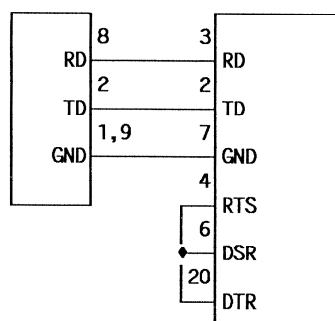 8 3
RD RD
2 2
TD TD
1,9 7
GND GND
4
RTS
6
DSR
20
DTR